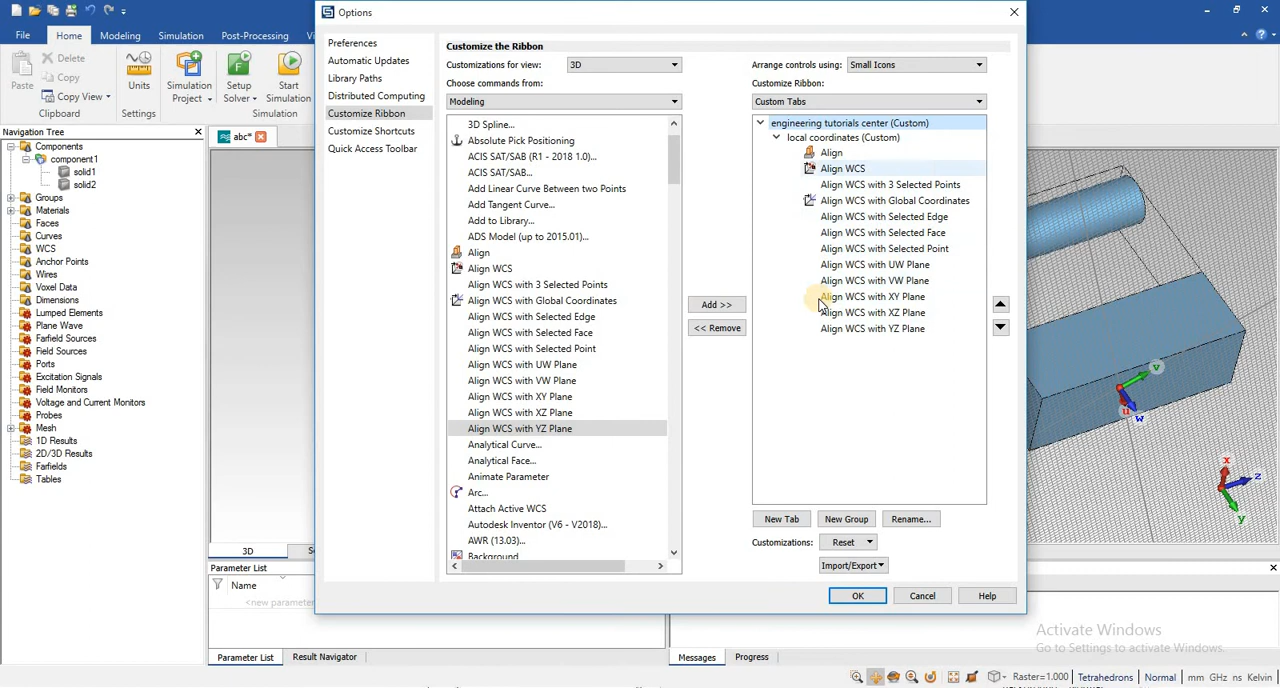 File
Home
Modeling
Simulation
Post-Processing
Paste
Delete
Copy
Copy View
Clipboard
Units
Settings
Simulation
Project
Setup
Solver
Start
Simulation
Simulation
Navigation Tree
Components
component1
solid1
solid2
Groups
Materials
Faces
Curves
WCS
Anchor Points
Wires
Voxel Data
Dimensions
Lumped Elements
Plane Wave
Farfield Sources
Field Sources
Ports
Excitation Signals
Field Monitors
Voltage and Current Monitors
Probes
Mesh
1D Results
2D/3D Results
Farfields
Tables
abc*
3D
Parameter List
Name
<new parameter
Parameter List
Result Navigator
Options
Preferences
Automatic Updates
Library Paths
Distributed Computing
Customize Ribbon
Customize Shortcuts
Quick Access Toolbar
Customize the Ribbon
Customizations for view:
3D
Choose commands from:
Modeling
3D Spline...
Absolute Pick Positioning
ACIS SAT/SAB (R1 - 2018 1.0)...
ACIS SAT/SAB...
Add Linear Curve Between two Points
Add Tangent Curve...
Add to Library...
ADS Model (up to 2015.01)...
Align
Align WCS
Align WCS with 3 Selected Points
Align WCS with Global Coordinates
Align WCS with Selected Edge
Align WCS with Selected Face
Align WCS with Selected Point
Align WCS with UW Plane
Align WCS with VW Plane
Align WCS with XY Plane
Align WCS with XZ Plane
Align WCS with YZ Plane
Analytical Curve...
Analytical Face...
Animate Parameter
Arc...
Attach Active WCS
Autodesk Inventor (V6 - V2018)...
AWR (13.03)...
Background
Add >>
<< Remove
Arrange controls using:
Small Icons
Customize Ribbon:
Custom Tabs
engineering tutorials center (Custom)
local coordinates (Custom)
Align
Align WCS
Align WCS with 3 Selected Points
Align WCS with Global Coordinates
Align WCS with Selected Edge
Align WCS with Selected Face
Align WCS with Selected Point
Align WCS with UW Plane
Align WCS with VW Plane
Align WCS with XY Plane
Align WCS with XZ Plane
Align WCS with YZ Plane
New Tab
New Group
Rename...
Customizations:
Reset
Import/Export
OK
Cancel
Help
v
u
w
x
z
y
Messages
Progress
Activate Windows
Go to Settings to activate Windows.
Raster=1.000
Tetrahedrons
Normal
mm GHz ns Kelvin